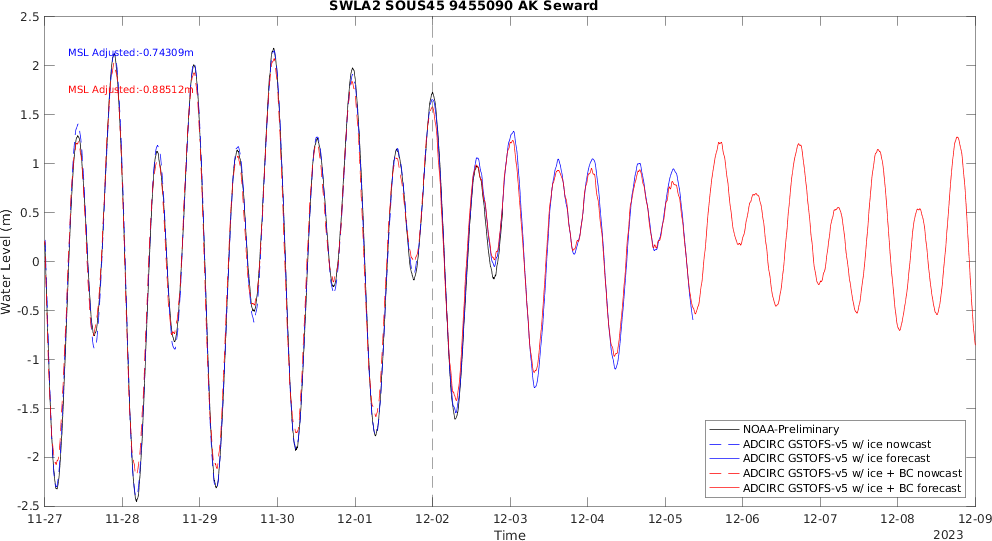 SWLA2 SOUS45 9455090 AK Seward
MSL Adjusted:-0.74309m
MSL Adjusted:-0.88512m
Water Level (m)
2.5
2
1.5
1
0.5
0
-0.5
-1
-1.5
-2
-2.5
NOAA-Preliminary
ADCIRC GSTOFS-v5 w/ ice nowcast
ADCIRC GSTOFS-v5 w/ ice forecast
ADCIRC GSTOFS-v5 w/ ice + BC nowcast
ADCIRC GSTOFS-v5 w/ ice + BC forecast
11-27 11-28 11-29 11-30 12-01 12-02 12-03 12-04 12-05 12-06 12-07 12-08 12-09
Time
2023